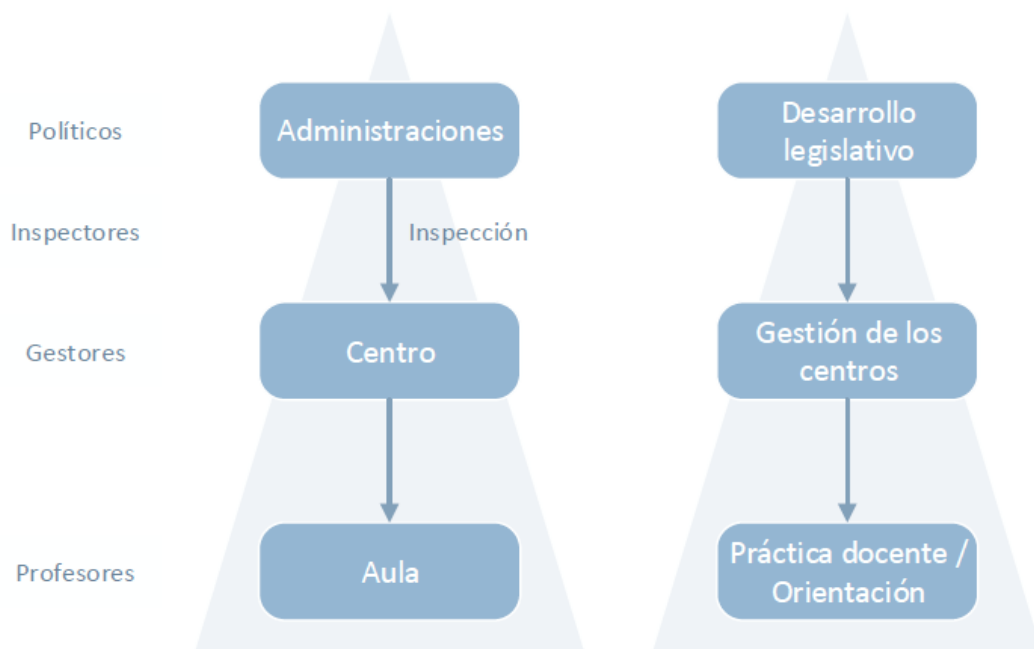 Políticos
Administraciones
Desarrollo
legislativo
Inspectores
Inspección
Gestores
Centro
Gestión de los
centros
Profesores
Aula
Práctica docente /
Orientación